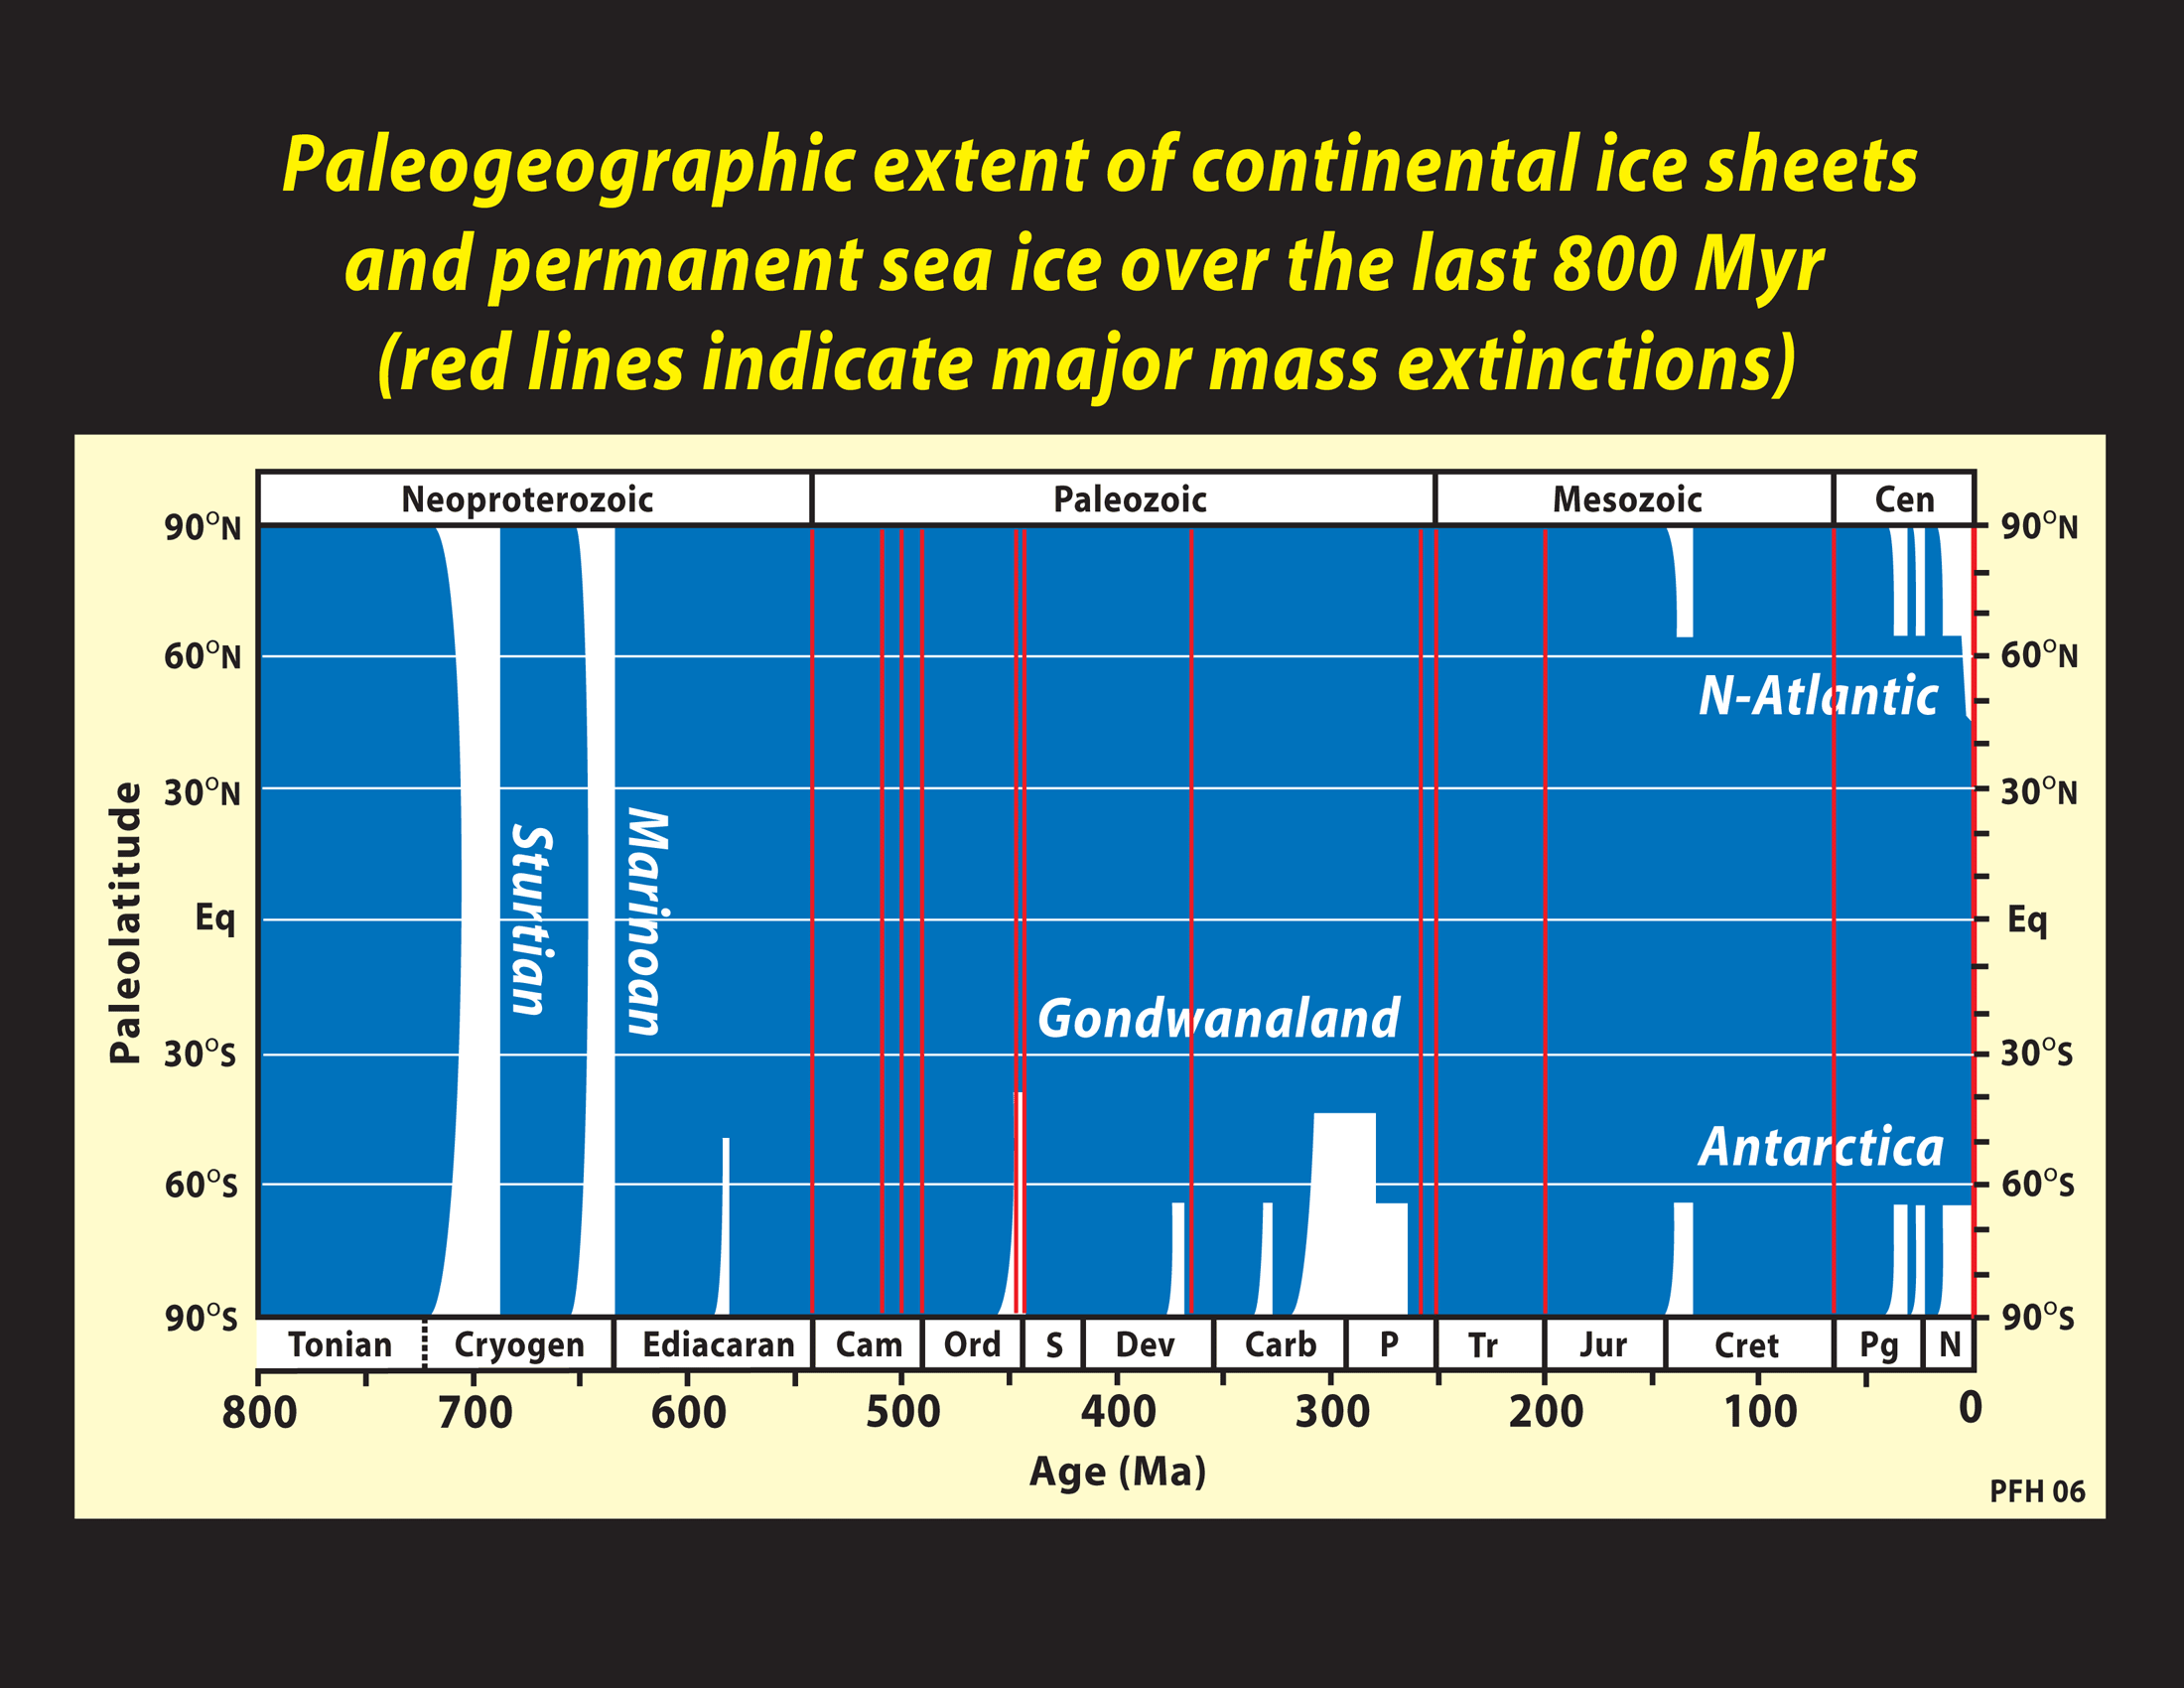 Paleogeographic extent of continental ice sheets
and permanent sea ice over the last 800 Myr
(red lines indicate major mass extinctions)
Neoproterozoic Paleozoic Mesozoic Cen
90°N 90°N
60°N 60°N
N-Atlantic
30°N 30°N
Paleolatitude
Sturtian
Marinoan
Eq Eq
Gondwanaland
30°S 30°S
Antarctica
60°S 60°S
90°S 90°S
Tonian Cryogen Ediacaran Cam Ord S Dev Carb P Tr Jur Cret Pg N
800 700 600 500 400 300 200 100 0
Age (Ma)
PFH 06